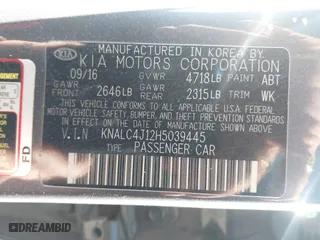 MANUFACTURED IN KOREA BY
KIA KIA MOTORS CORPORATION
09/16 GVWR 4718LB PAINT ABT
GAWR FRONT 2646LB GAWR REAR 2315LB TRIM WK
THIS VEHICLE CONFORMS TO ALL APPLICABLE
U.S. FEDERAL MOTOR VEHICLE SAFETY,
BUMPER, AND THEFT PREVENTION STANDARDS
IN EFFECT ON THE DATE OF MANUFACTURE
SHOWN ABOVE.
V.I.N KNALC4J12H5039445
TYPE PASSENGER CAR
FD
DREAMBID